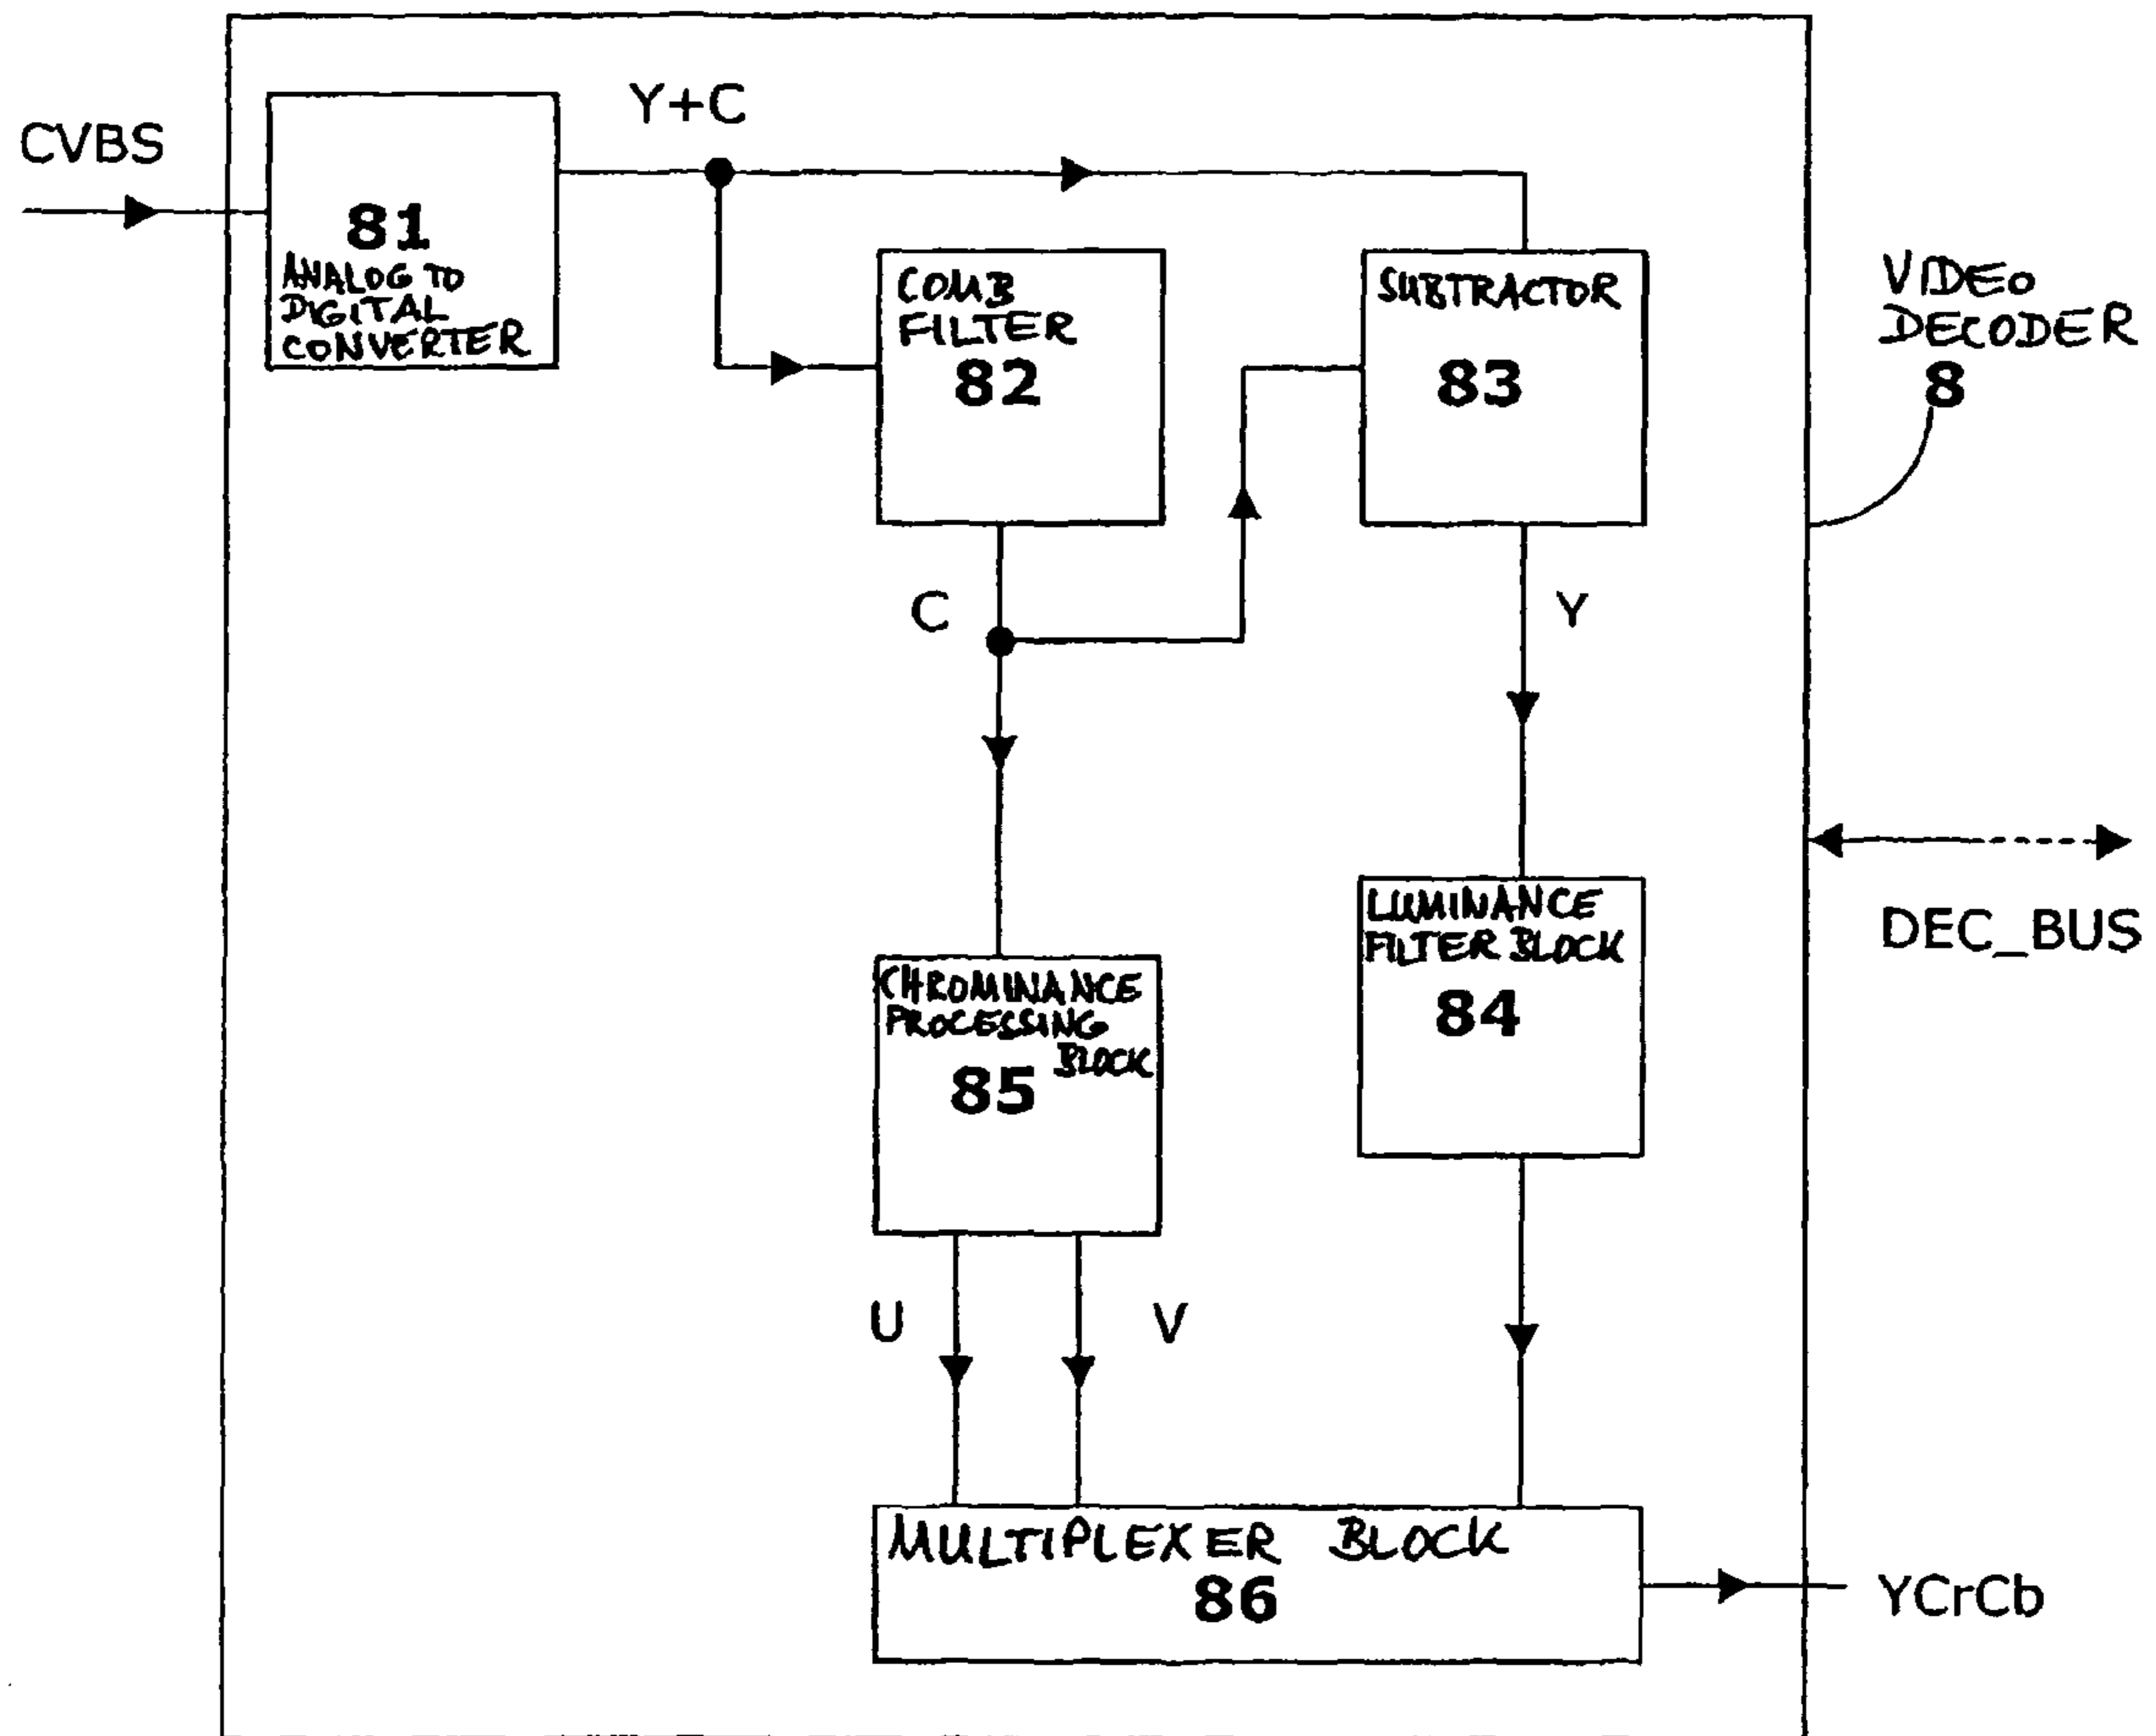 CVBS
Y+C
81
ANALOG TO
DIGITAL
CONVERTER
COMB
FILTER
82
SUBTRACTOR
83
VIDEO
DECODER
8
C
Y
DEC_BUS
LUMINANCE
FILTER BLOCK
84
CHROMINANCE
PROCESSING
BLOCK
85
U
V
MULTIPLEXER BLOCK
86
YCrCb